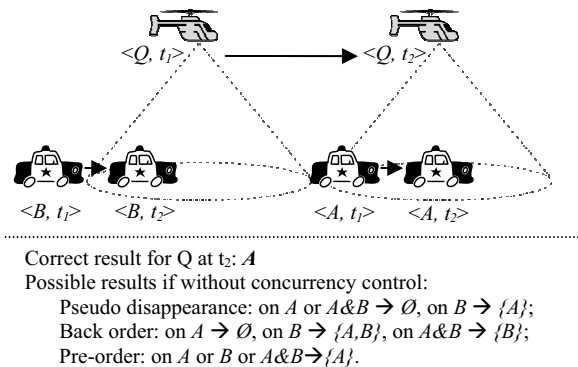 <Q, t₁> <Q, t₂>
<B, t₁> <B, t₂> <A, t₁> <A, t₂>
Correct result for Q at t₂: A
Possible results if without concurrency control:
Pseudo disappearance: on A or A&B → Ø, on B → {A};
Back order: on A → Ø, on B → {A,B}, on A&B → {B};
Pre-order: on A or B or A&B→{A}.